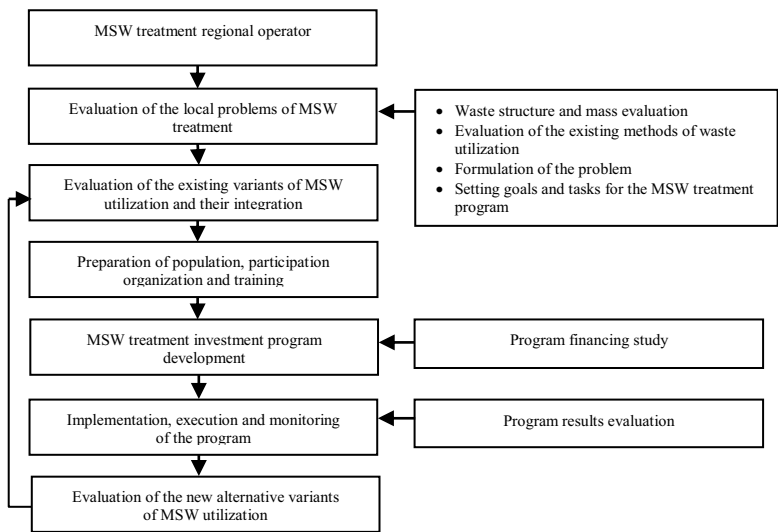 MSW treatment regional operator
Evaluation of the local problems of MSW
treatment
• Waste structure and mass evaluation
• Evaluation of the existing methods of waste
utilization
• Formulation of the problem
• Setting goals and tasks for the MSW treatment
program
Evaluation of the existing variants of MSW
utilization and their integration
Preparation of population, participation
organization and training
MSW treatment investment program
development
Program financing study
Implementation, execution and monitoring
of the program
Program results evaluation
Evaluation of the new alternative variants
of MSW utilization